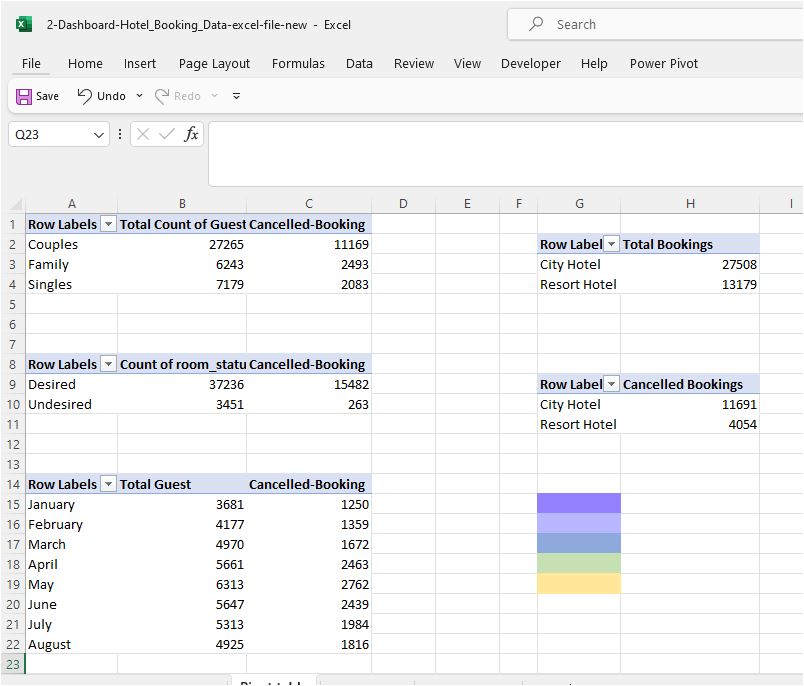 2-Dashboard-Hotel_Booking_Data-excel-file-new - Excel
Search
File Home Insert Page Layout Formulas Data Review View Developer Help Power Pivot
Save Undo Redo
Q23 fx
A B C D E F G H I
1 Row Labels Total Count of Guest Cancelled-Booking
2 Couples 27265 11169 Row Label Total Bookings
3 Family 6243 2493 City Hotel 27508
4 Singles 7179 2083 Resort Hotel 13179
5
6
7
8 Row Labels Count of room_statu Cancelled-Booking
9 Desired 37236 15482 Row Label Cancelled Bookings
10 Undesired 3451 263 City Hotel 11691
11 Resort Hotel 4054
12
13
14 Row Labels Total Guest Cancelled-Booking
15 January 3681 1250
16 February 4177 1359
17 March 4970 1672
18 April 5661 2463
19 May 6313 2762
20 June 5647 2439
21 July 5313 1984
22 August 4925 1816
23